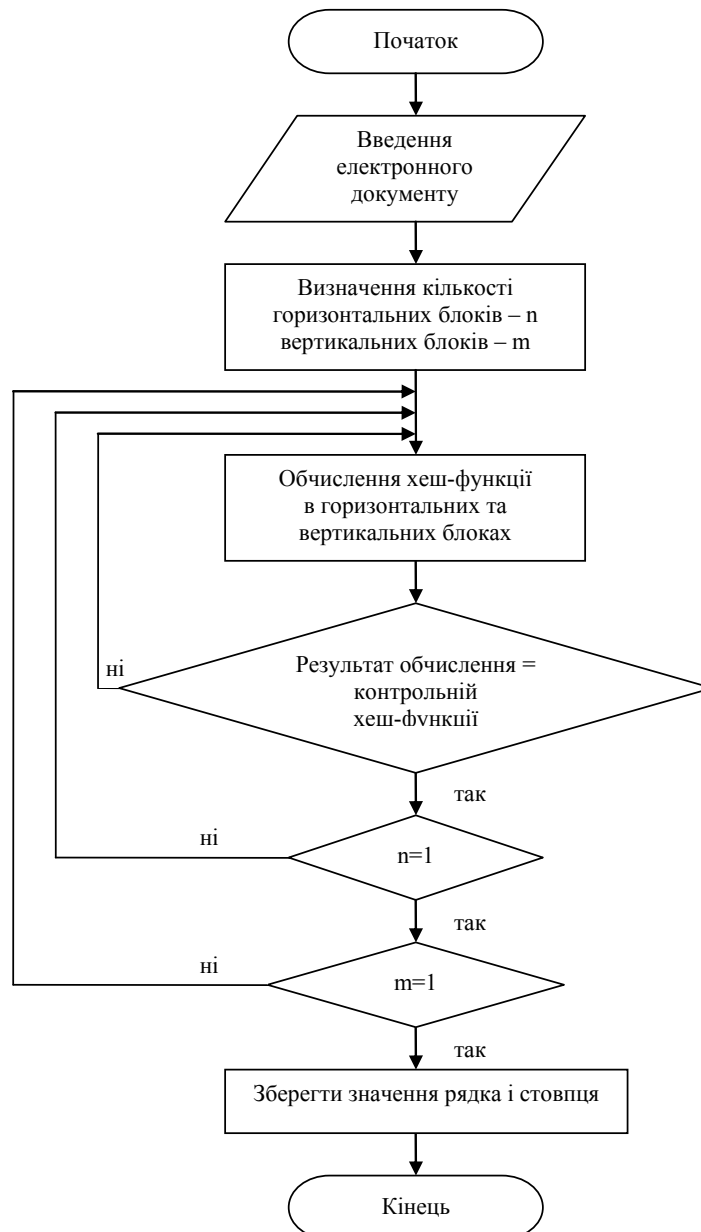 Початок
Введення
електронного
документу
Визначення кількості
горизонтальних блоків – n
вертикальних блоків – m
Обчислення хеш-функції
в горизонтальних та
вертикальних блоках
ні
Результат обчислення =
контрольній
хеш-функції
так
ні
n=1
так
ні
m=1
так
Зберегти значення рядка і стовпця
Кінець